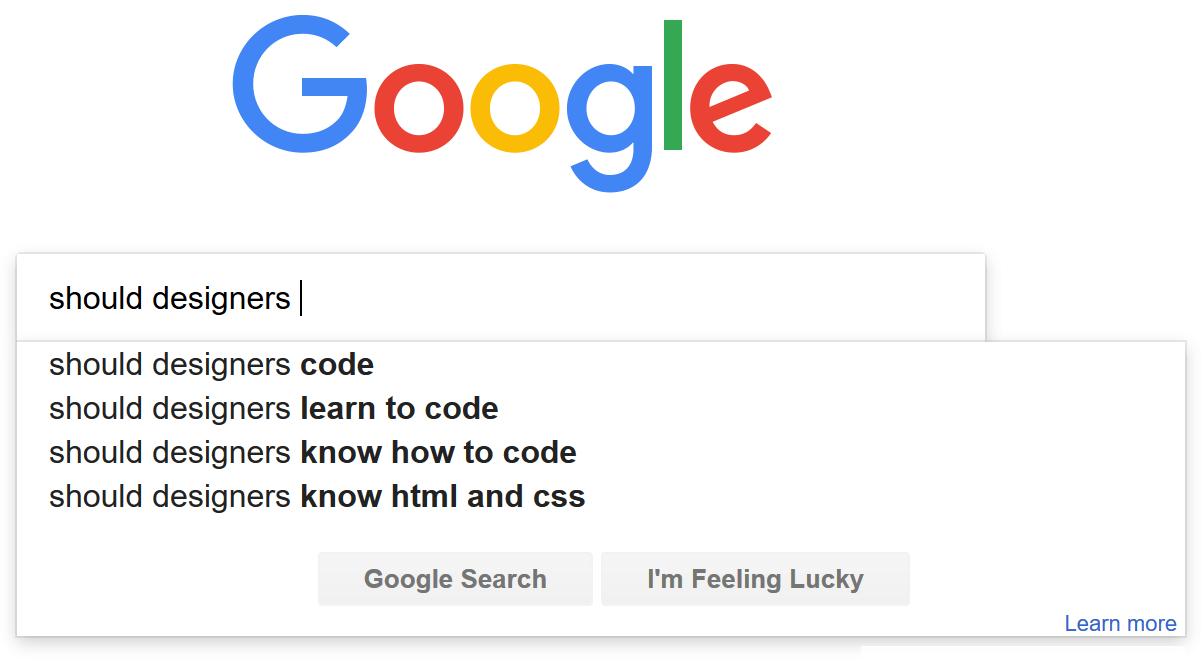 Google
should designers
should designers code
should designers learn to code
should designers know how to code
should designers know html and css
Google Search
I'm Feeling Lucky
Learn more